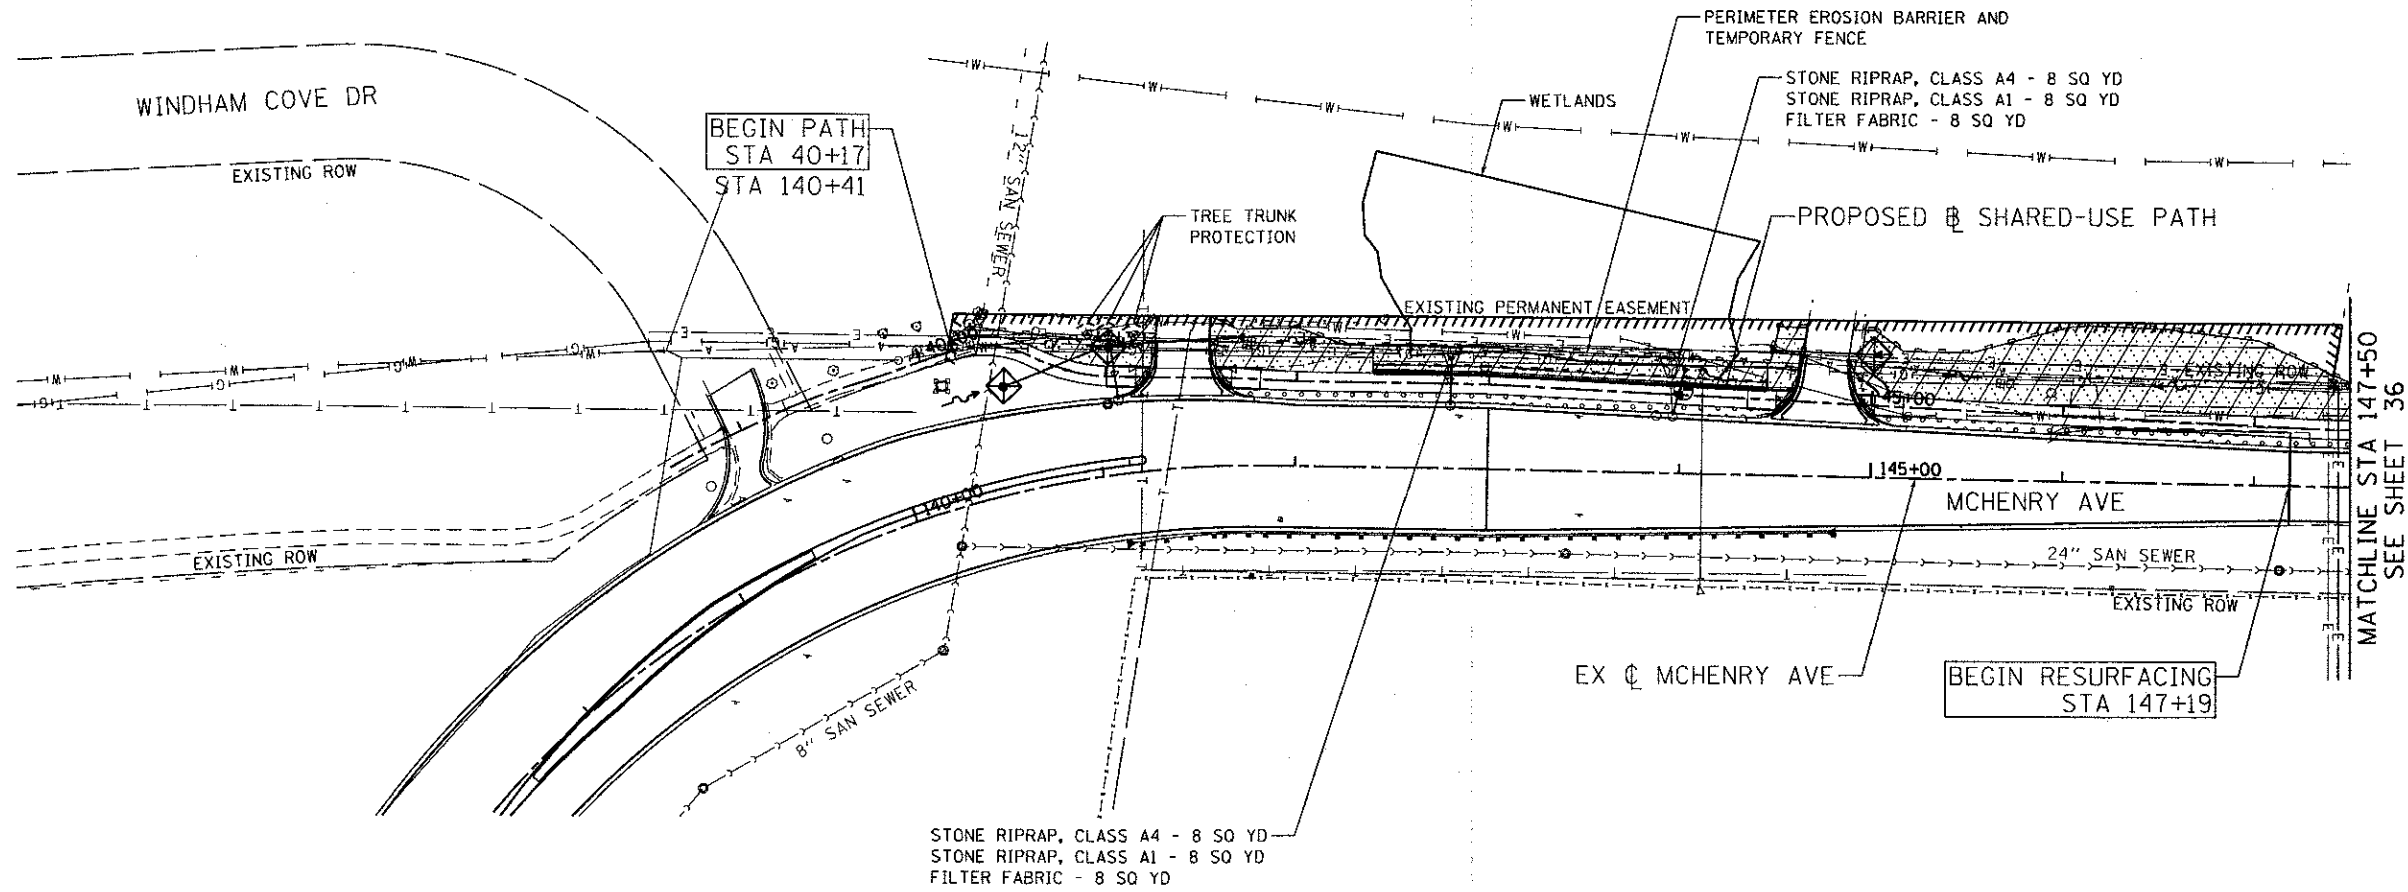 PERIMETER EROSION BARRIER AND
TEMPORARY FENCE
STONE RIPRAP, CLASS A4 - 8 SQ YD
STONE RIPRAP, CLASS A1 - 8 SQ YD
FILTER FABRIC - 8 SQ YD
WETLANDS
WINDHAM COVE DR
BEGIN PATH
STA 40+17
STA 140+41
12" SAN SEWER
EXISTING ROW
TREE TRUNK
PROTECTION
PROPOSED ⅊ SHARED-USE PATH
EXISTING PERMANENT EASEMENT
EXISTING ROW
45+00
145+00
140+00
MCHENRY AVE
EXISTING ROW
24" SAN SEWER
EXISTING ROW
MATCHLINE STA 147+50
SEE SHEET 36
EX ℄ MCHENRY AVE
BEGIN RESURFACING
STA 147+19
8" SAN SEWER
STONE RIPRAP, CLASS A4 - 8 SQ YD
STONE RIPRAP, CLASS A1 - 8 SQ YD
FILTER FABRIC - 8 SQ YD